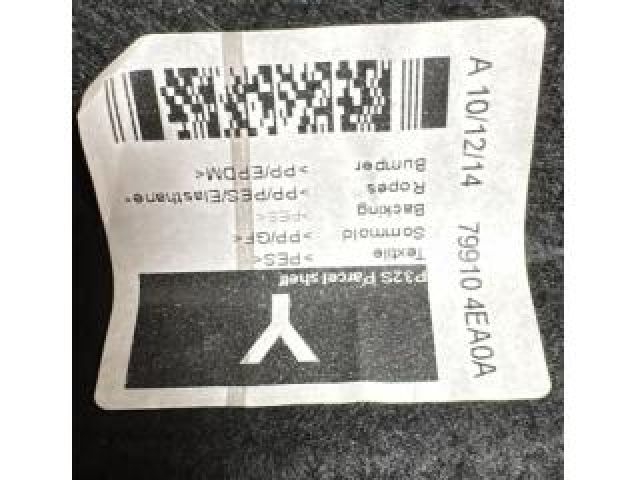 Y
P32S Parcel shelf
Textile >PES<
Sommold >PP/GF<
Backing >PES<
Ropes >PP/PES/Elasthane<
Bumper >PP/EPDM<
A 10/12/14 79910 4EA0A